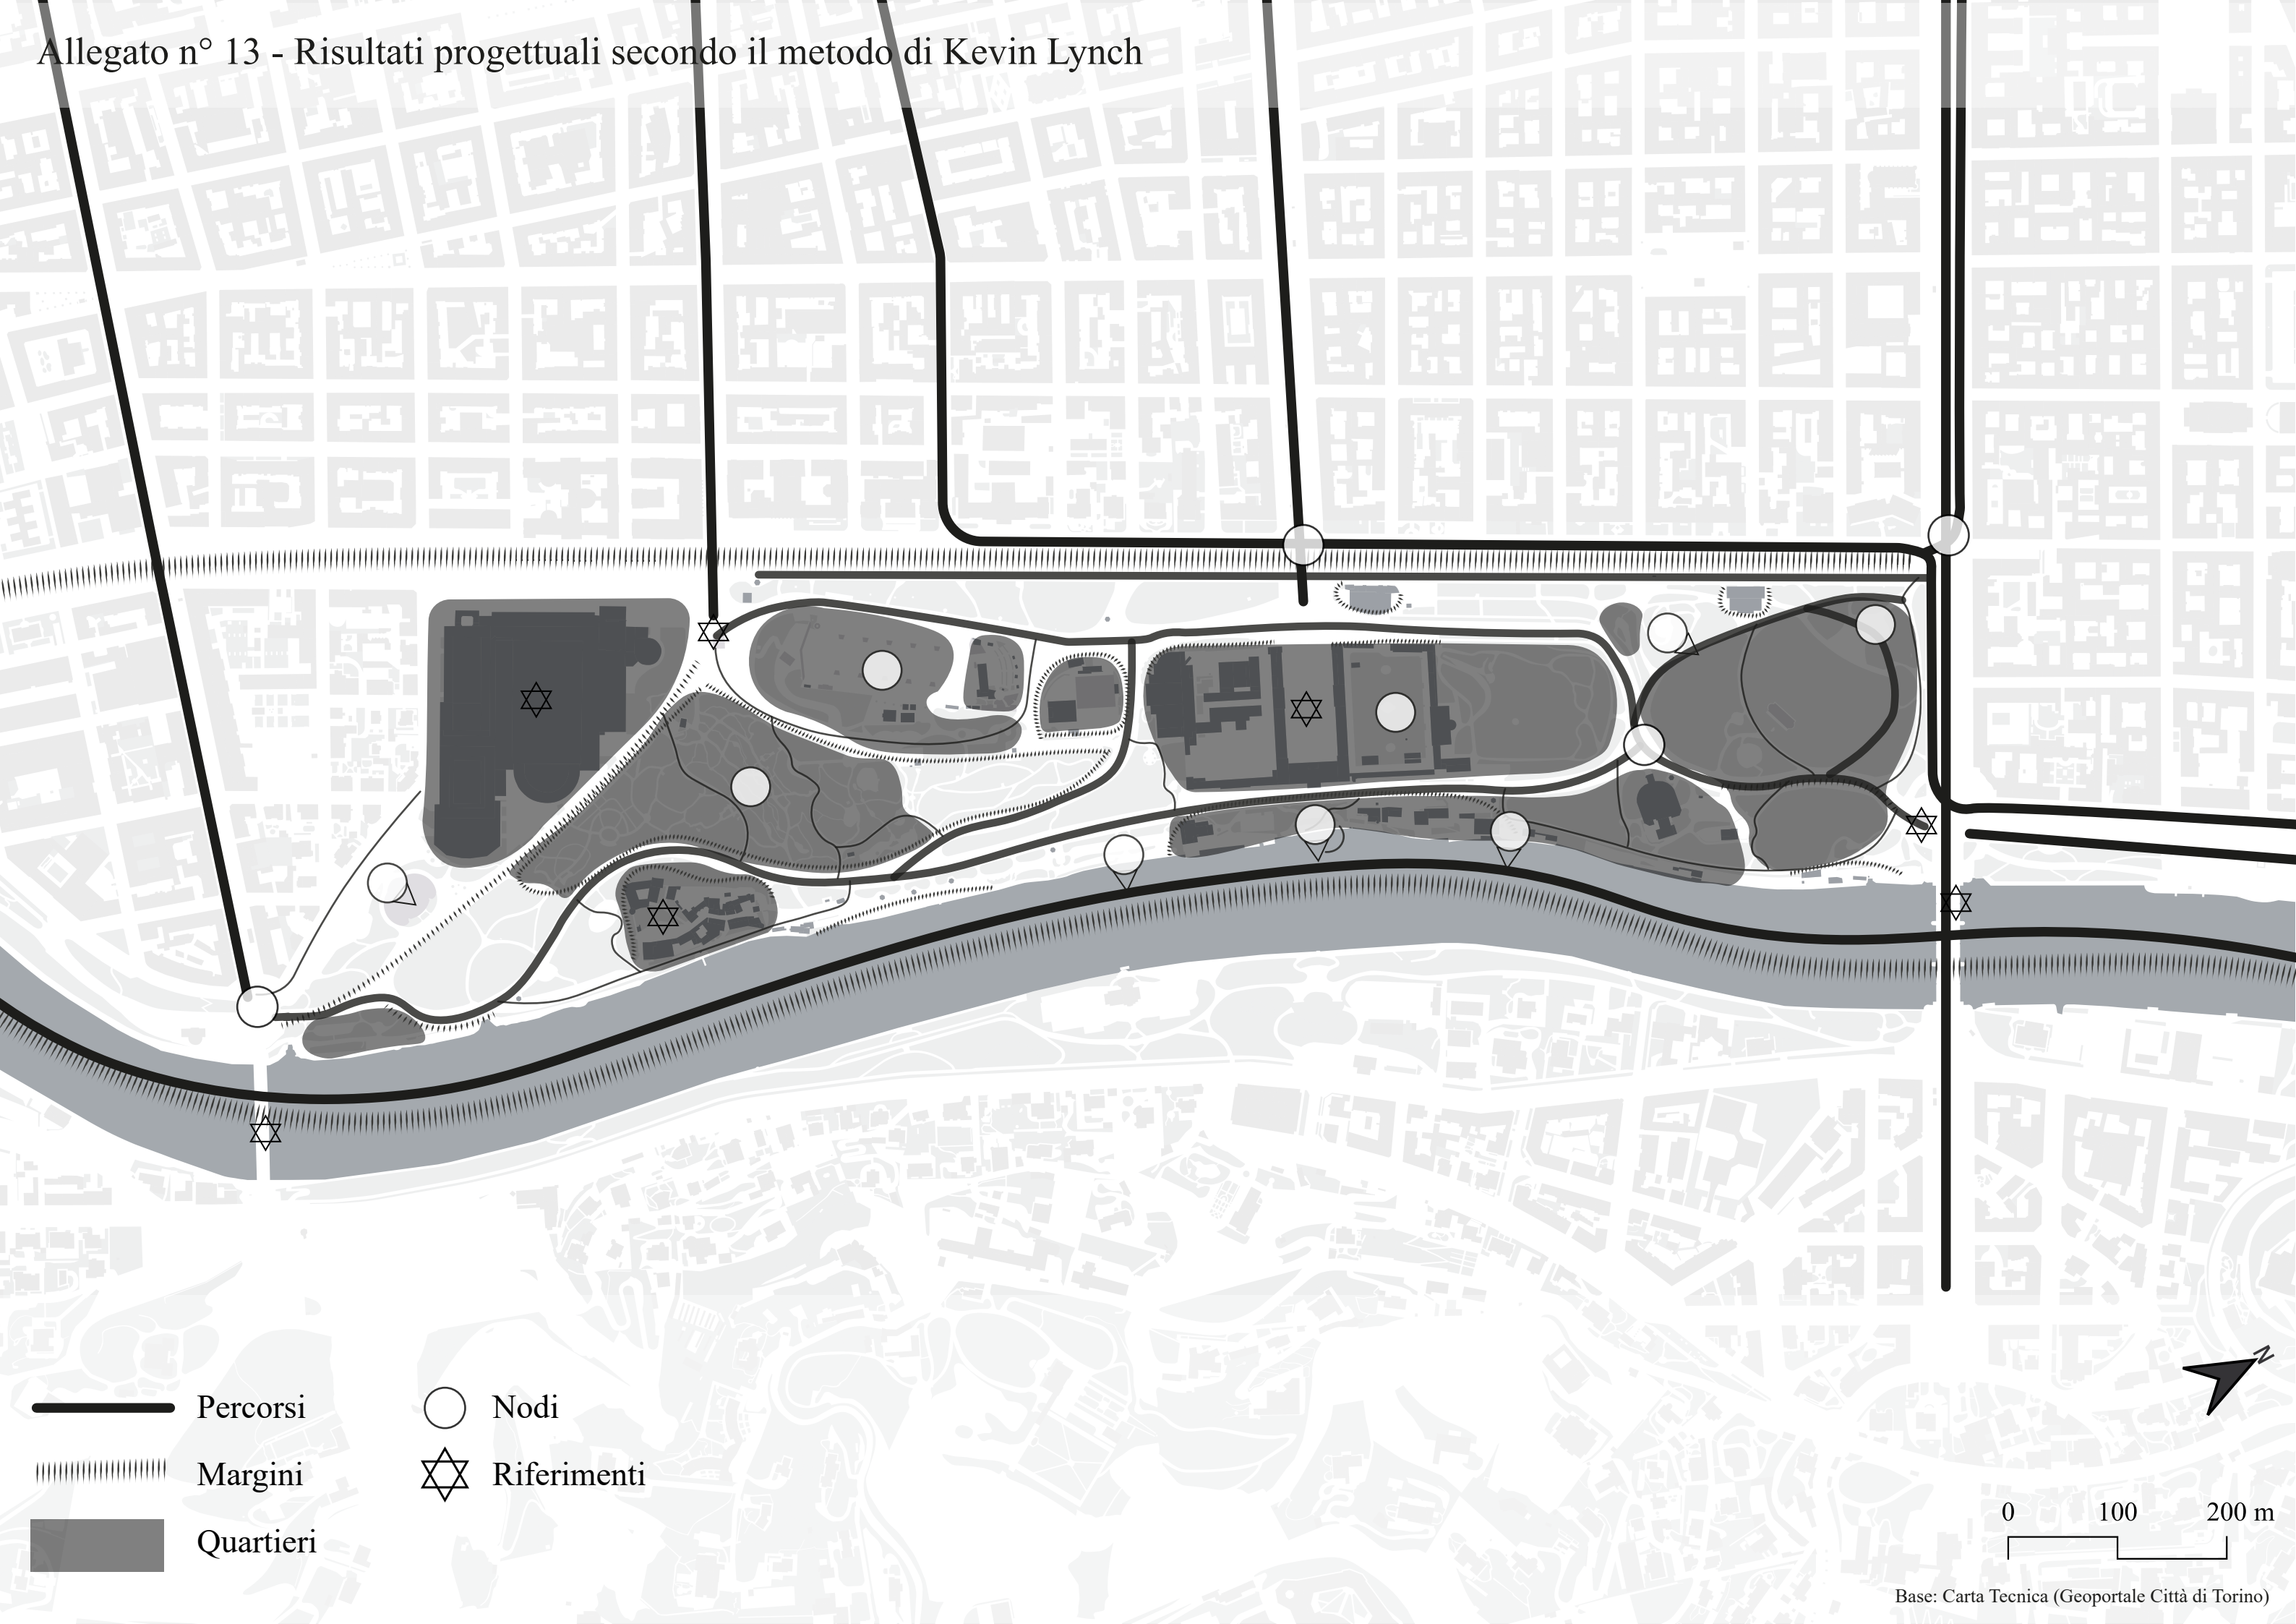 Allegato n° 13 - Risultati progettuali secondo il metodo di Kevin Lynch
N
Percorsi
Nodi
Margini
Riferimenti
Quartieri
0 100 200 m
Base: Carta Tecnica (Geoportale Città di Torino)